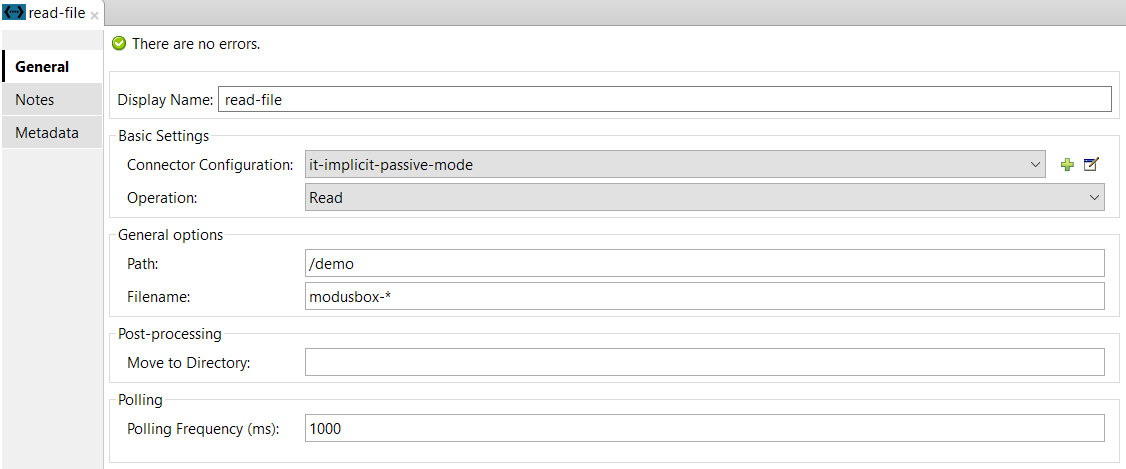 read-file
General
Notes
Metadata
There are no errors.
Display Name: read-file
Basic Settings
Connector Configuration: it-implicit-passive-mode
Operation: Read
General options
Path: /demo
Filename: modusbox-*
Post-processing
Move to Directory:
Polling
Polling Frequency (ms): 1000